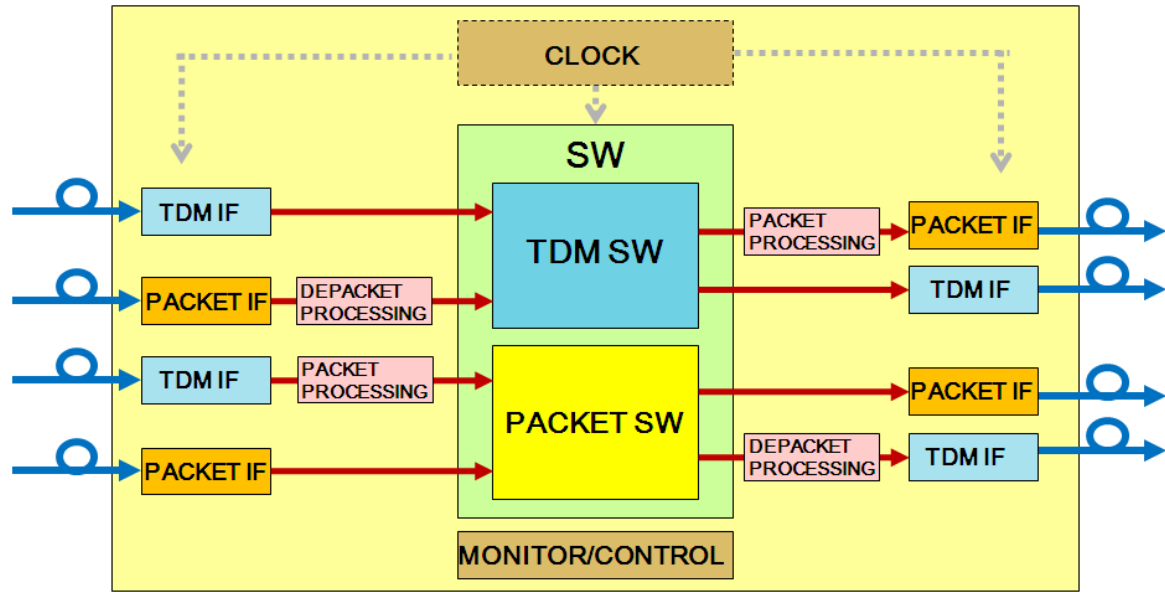 CLOCK
SW
TDM IF
TDM SW
PACKET
PROCESSING
PACKET IF
PACKET IF
DEPACKET
PROCESSING
TDM IF
TDM IF
PACKET
PROCESSING
PACKET SW
PACKET IF
PACKET IF
DEPACKET
PROCESSING
TDM IF
MONITOR/CONTROL